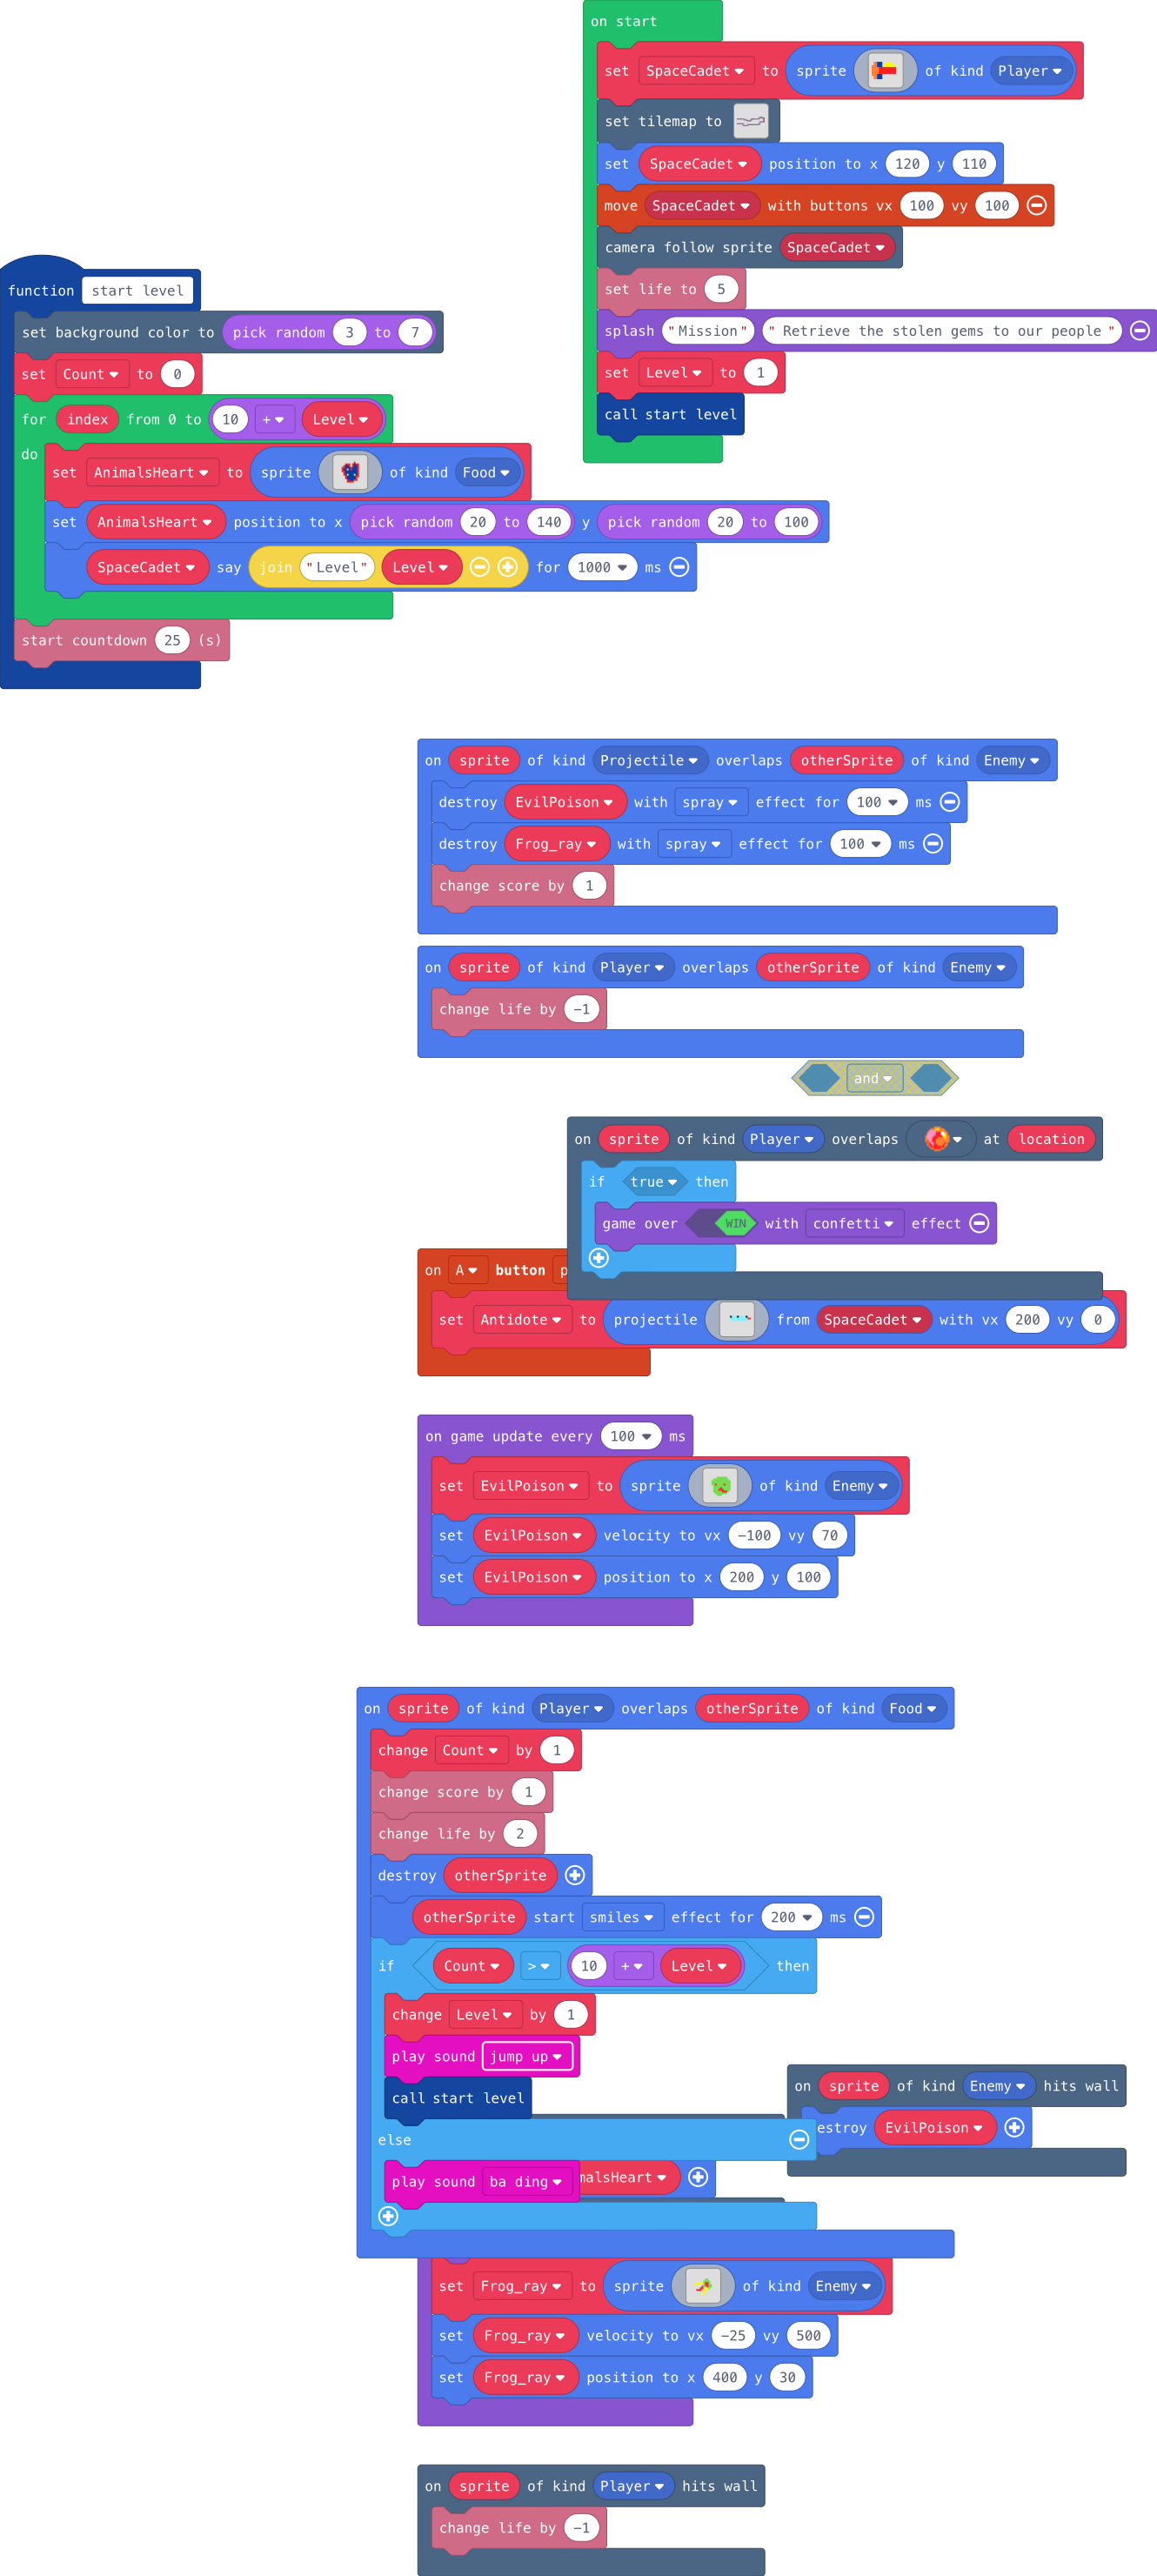 on start
set SpaceCadet to sprite of kind Player
set tilemap to
set SpaceCadet position to x 120 y 110
move SpaceCadet with buttons vx 100 vy 100
camera follow sprite SpaceCadet
set life to 5
splash "Mission" " Retrieve the stolen gems to our people "
set Level to 1
call start level
function start level
set background color to pick random 3 to 7
set Count to 0
for index from 0 to 10 + Level
do
set AnimalsHeart to sprite of kind Food
set AnimalsHeart position to x pick random 20 to 140 y pick random 20 to 100
SpaceCadet say join "Level" Level for 1000 ms
start countdown 25 (s)
on sprite of kind Projectile overlaps otherSprite of kind Enemy
destroy EvilPoison with spray effect for 100 ms
destroy Frog_ray with spray effect for 100 ms
change score by 1
on sprite of kind Player overlaps otherSprite of kind Enemy
change life by -1
and
on sprite of kind Player overlaps at location
if true then
game over WIN with confetti effect
on A button p
set Antidote to projectile from SpaceCadet with vx 200 vy 0
on game update every 100 ms
set EvilPoison to sprite of kind Enemy
set EvilPoison velocity to vx -100 vy 70
set EvilPoison position to x 200 y 100
on sprite of kind Player overlaps otherSprite of kind Food
change Count by 1
change score by 1
change life by 2
destroy otherSprite
otherSprite start smiles effect for 200 ms
if Count > 10 + Level then
change Level by 1
play sound jump up
call start level
else
play sound ba ding
on sprite of kind Enemy hits wall
estroy EvilPoison
malsHeart
set Frog_ray to sprite of kind Enemy
set Frog_ray velocity to vx -25 vy 500
set Frog_ray position to x 400 y 30
on sprite of kind Player hits wall
change life by -1